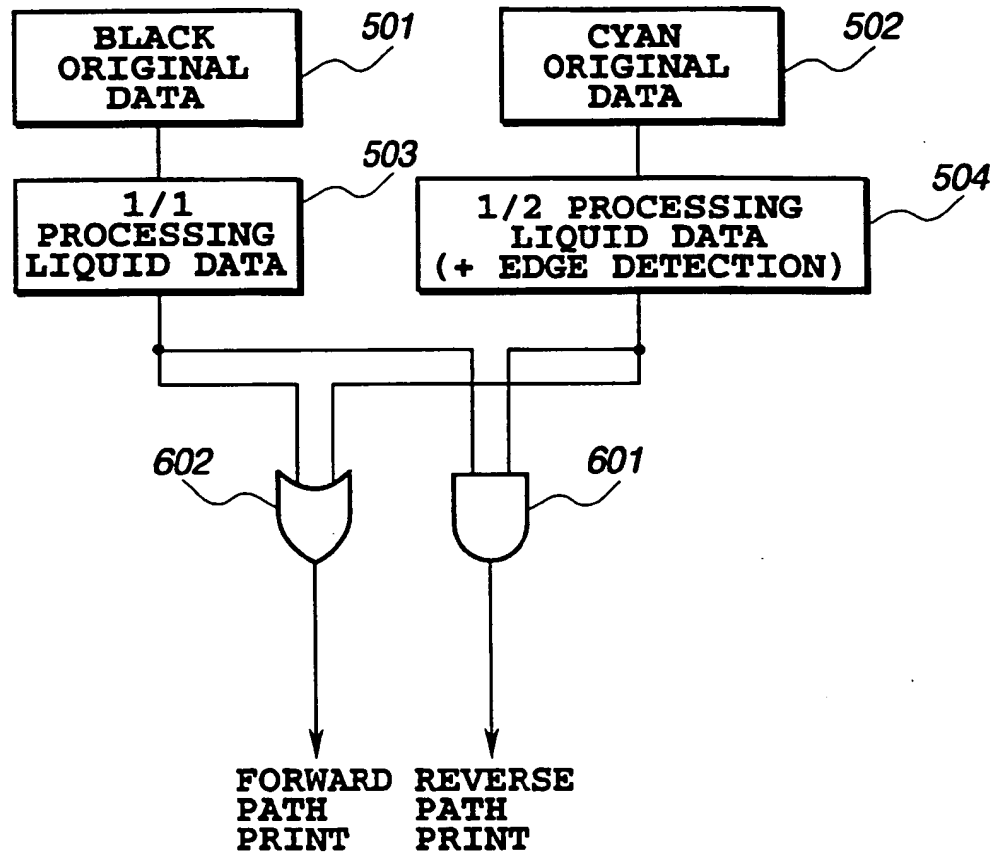 BLACK
ORIGINAL
DATA
501
CYAN
ORIGINAL
DATA
502
1/1
PROCESSING
LIQUID DATA
503
1/2 PROCESSING
LIQUID DATA
(+ EDGE DETECTION)
504
602
601
FORWARD
PATH
PRINT
REVERSE
PATH
PRINT